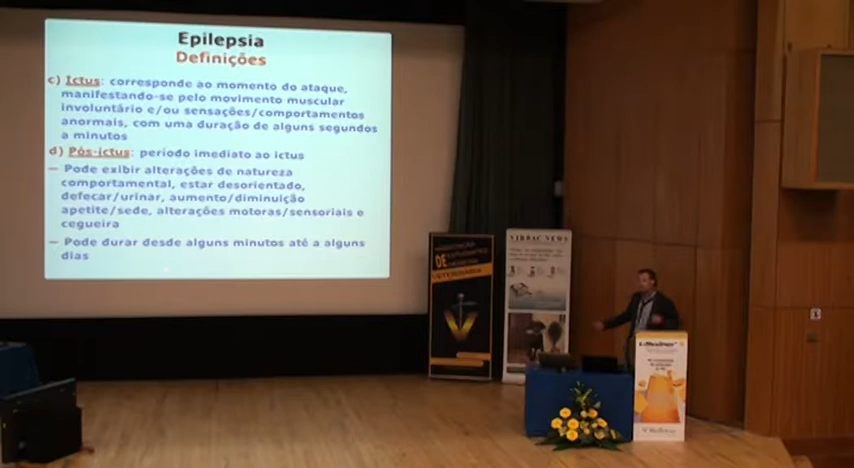 Epilepsia
Definições
c) Ictus: corresponde ao momento do ataque,
manifestando-se pelo movimento muscular
involuntário e/ou sensações/comportamentos
anormais, com uma duração de alguns segundos
a minutos
d) Pós-ictus: período imediato ao ictus
– Pode exibir alterações de natureza
comportamental, estar desorientado,
defecar/urinar, aumento/diminuição
apetite/sede, alterações motoras/sensoriais e
cegueira
– Pode durar desde alguns minutos até a alguns
dias
DE
VETERINÁRIA
VIRBAC NEWS